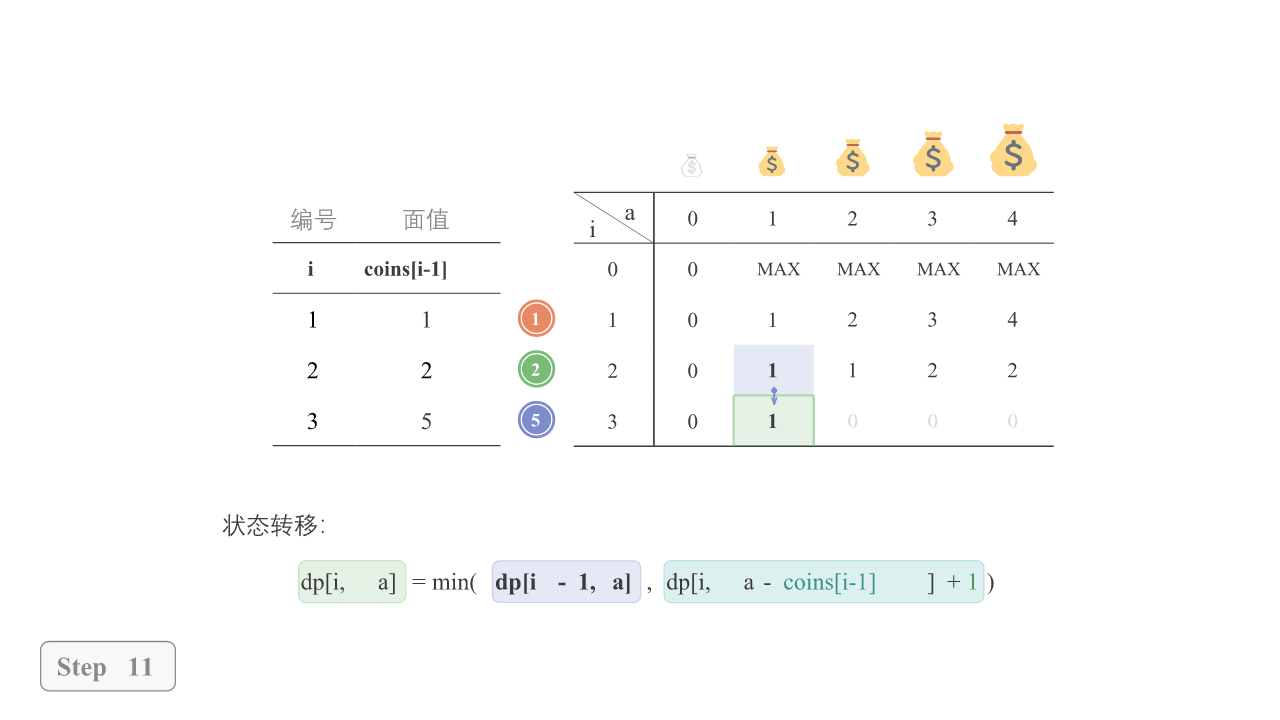 编号 面值
i coins[i-1]
1 1 1
2 2 2
3 5 5
a
i 0 1 2 3 4
0 0 MAX MAX MAX MAX
1 0 1 2 3 4
2 0 1 1 2 2
3 0 1 0 0 0
状态转移：
dp[i, a] = min( dp[i - 1, a] , dp[i, a - coins[i-1] ] + 1 )
Step 11